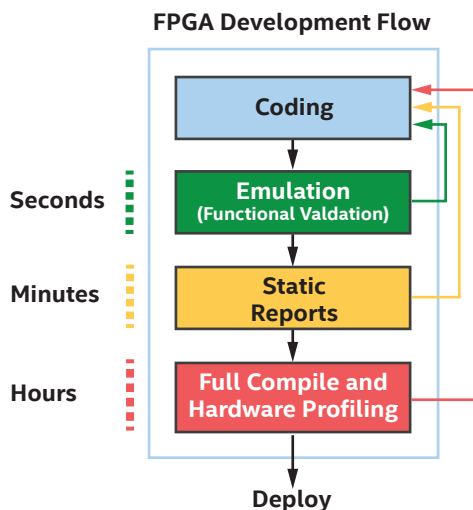 FPGA Development Flow
Coding
Seconds
Emulation
(Functional Valdation)
Minutes
Static
Reports
Hours
Full Compile and
Hardware Profiling
Deploy